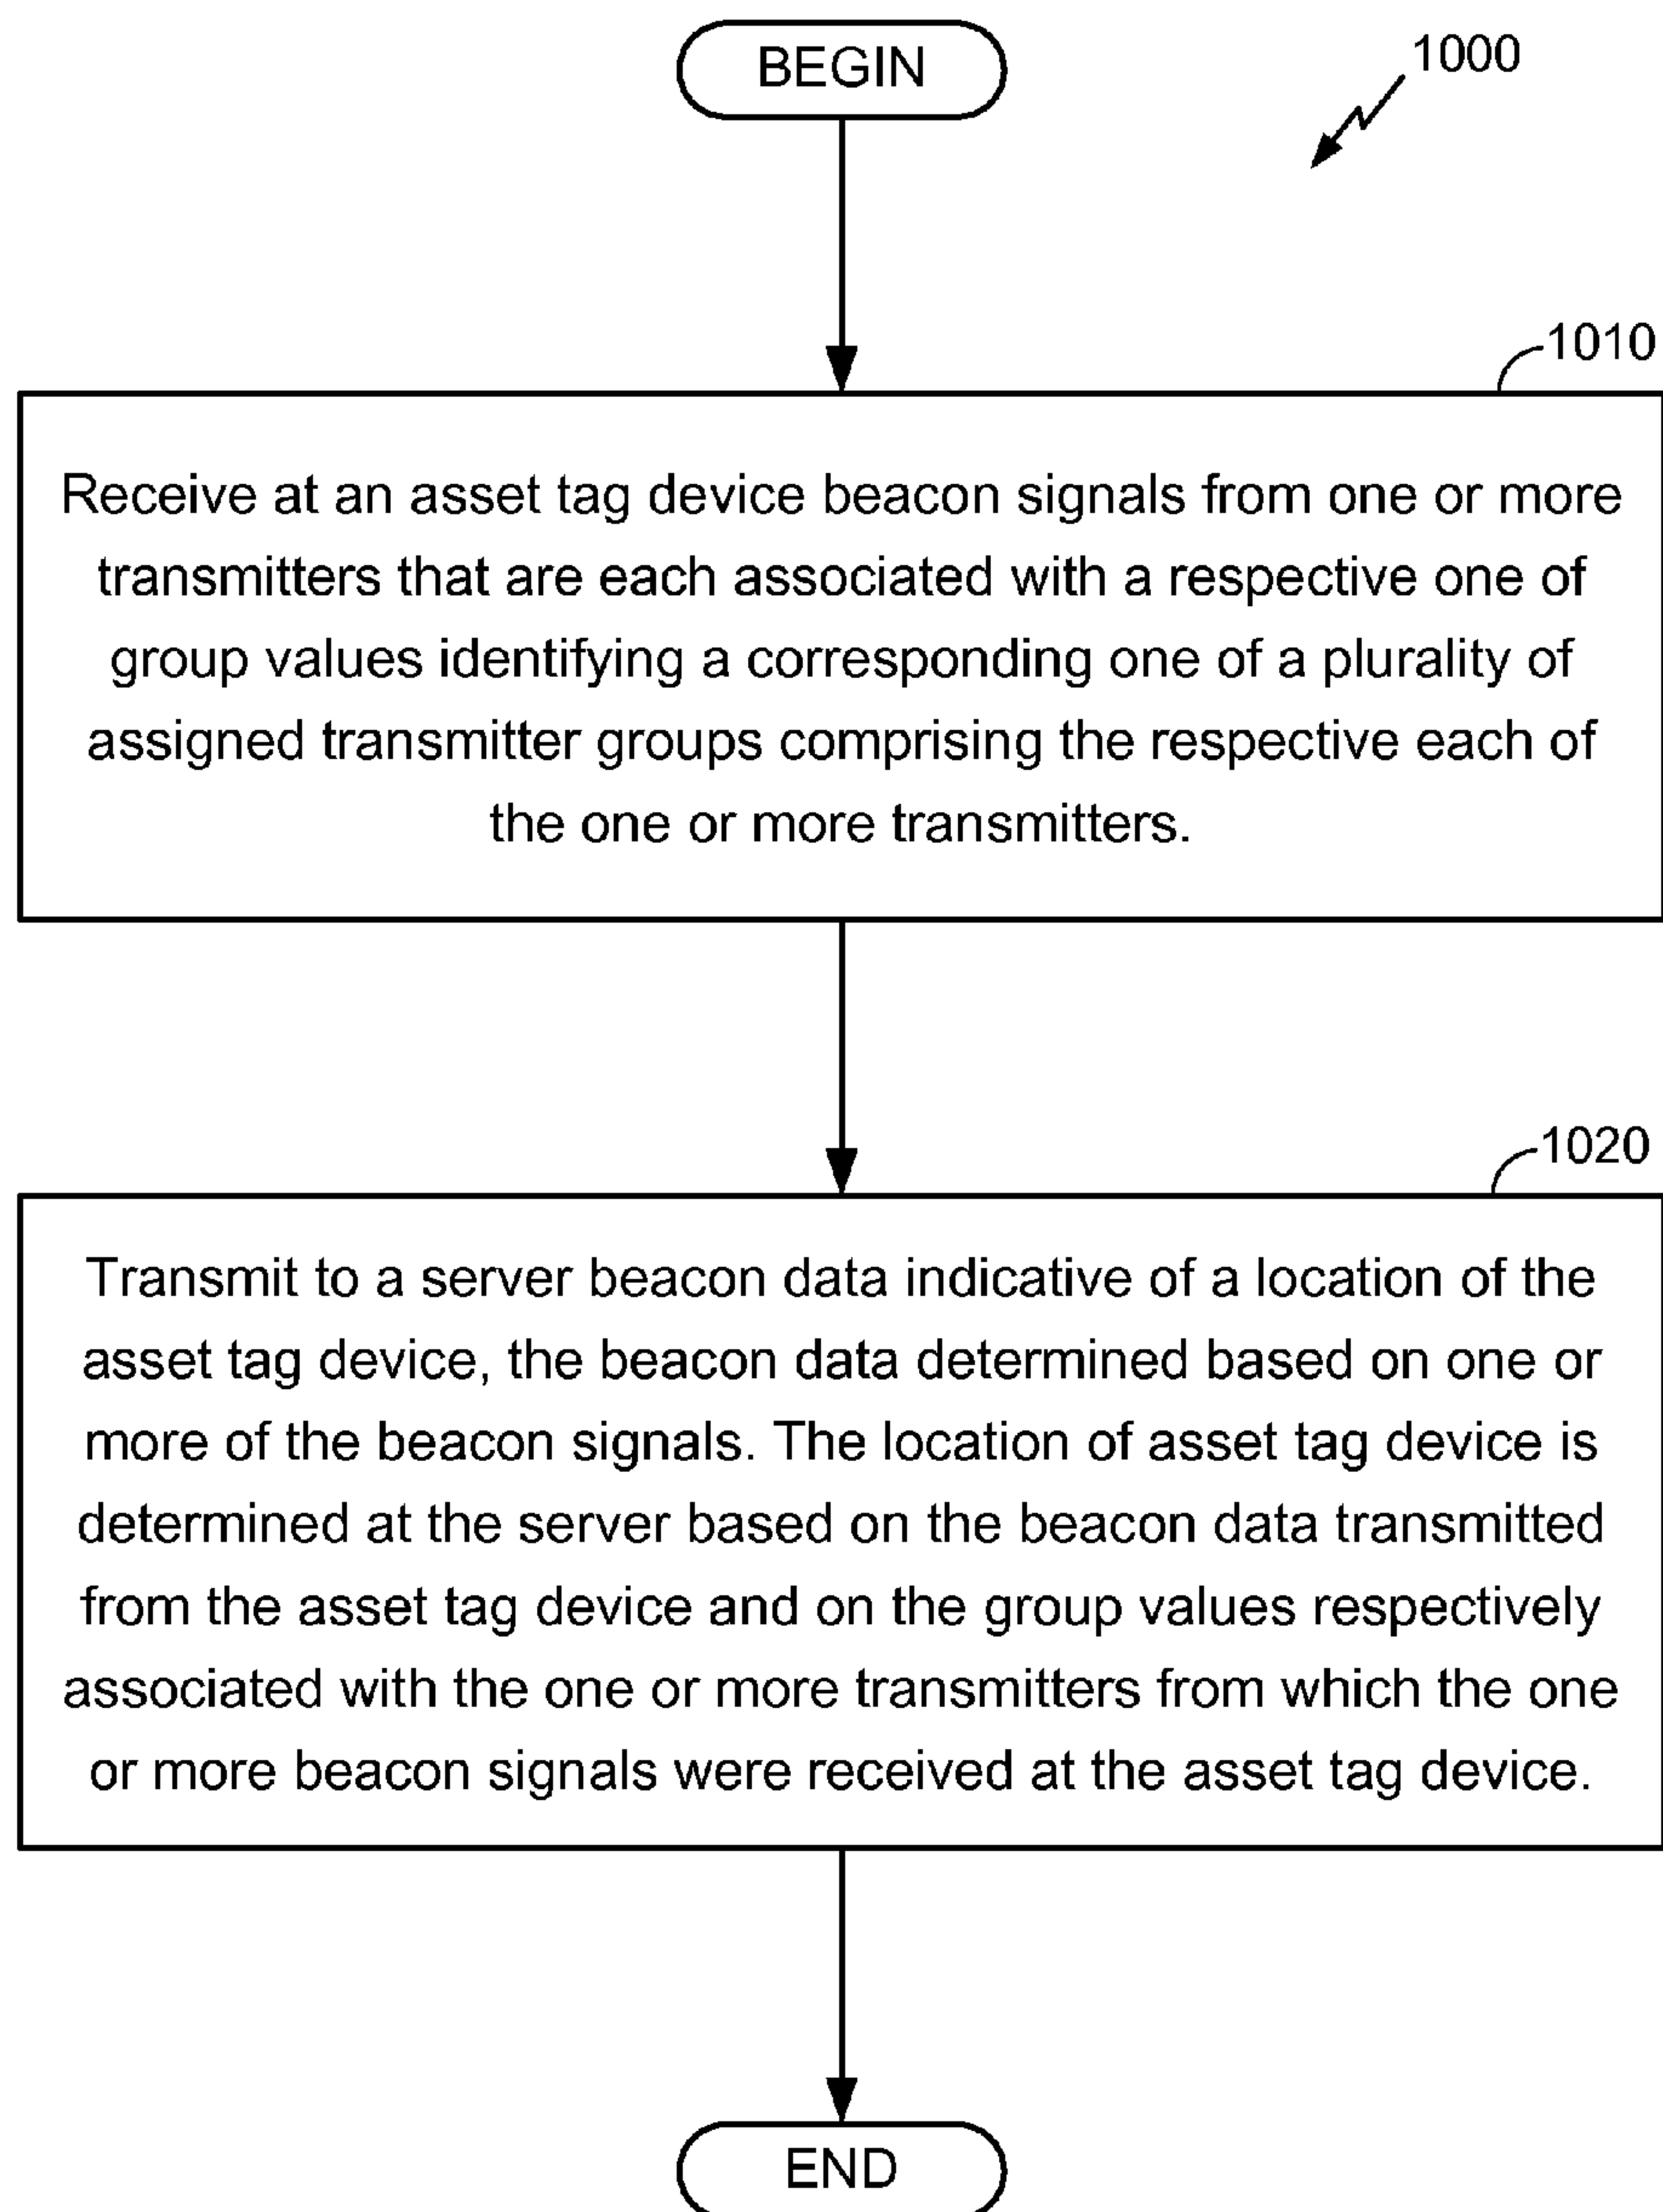 BEGIN
1000
1010
Receive at an asset tag device beacon signals from one or more
transmitters that are each associated with a respective one of
group values identifying a corresponding one of a plurality of
assigned transmitter groups comprising the respective each of
the one or more transmitters.
1020
Transmit to a server beacon data indicative of a location of the
asset tag device, the beacon data determined based on one or
more of the beacon signals. The location of asset tag device is
determined at the server based on the beacon data transmitted
from the asset tag device and on the group values respectively
associated with the one or more transmitters from which the one
or more beacon signals were received at the asset tag device.
END